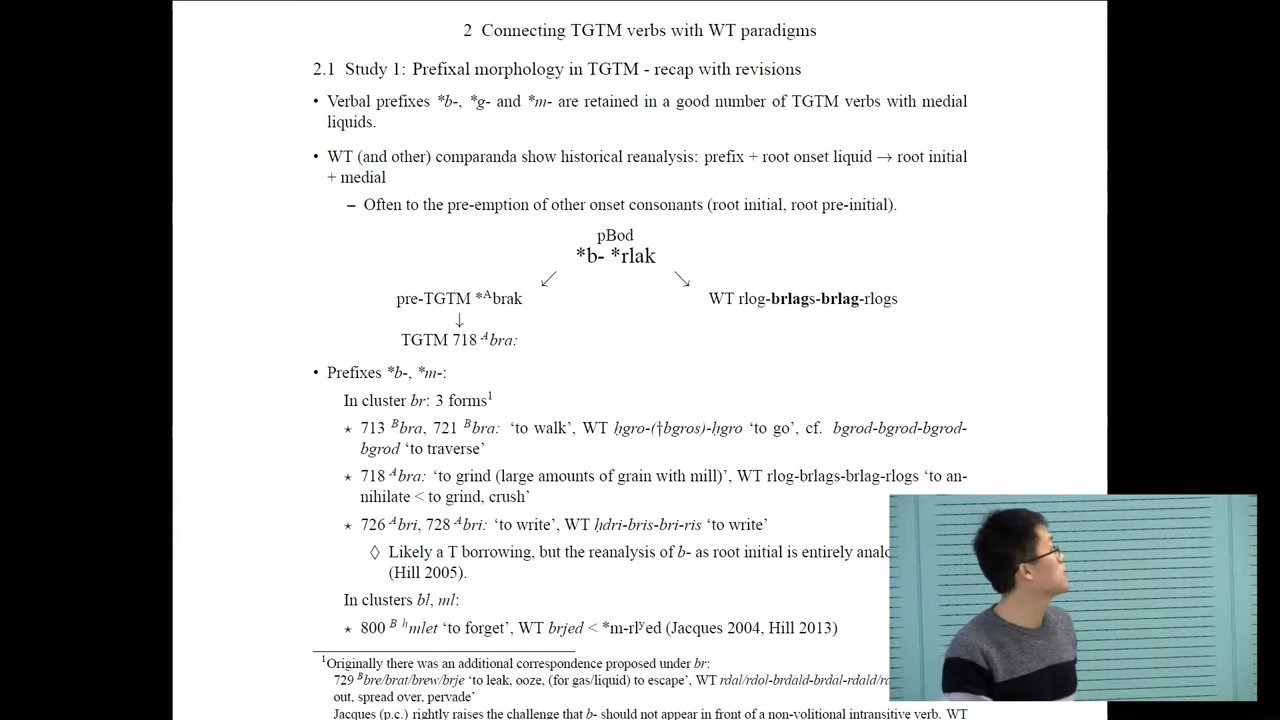 2 Connecting TGTM verbs with WT paradigms
2.1 Study 1: Prefixal morphology in TGTM - recap with revisions
• Verbal prefixes *b-, *g- and *m- are retained in a good number of TGTM verbs with medial
liquids.
• WT (and other) comparanda show historical reanalysis: prefix + root onset liquid → root initial
+ medial
– Often to the pre-emption of other onset consonants (root initial, root pre-initial).
pBod
*b- *rlak
↙ ↘
pre-TGTM *ᴬbrak WT rlog-brlags-brlag-rlogs
↓
TGTM 718 ᴬbra:
• Prefixes *b-, *m-:
In cluster br: 3 forms¹
⋆ 713 ᴮbra, 721 ᴮbra: ‘to walk’, WT ḥgro-(†bgros)-ḥgro ‘to go’, cf. bgrod-bgrod-bgrod-
bgrod ‘to traverse’
⋆ 718 ᴬbra: ‘to grind (large amounts of grain with mill)’, WT rlog-brlags-brlag-rlogs ‘to an-
nihilate < to grind, crush’
⋆ 726 ᴬbri, 728 ᴬbri: ‘to write’, WT ḥdri-bris-bri-ris ‘to write’
◊ Likely a T borrowing, but the reanalysis of b- as root initial is entirely
(Hill 2005).
In clusters bl, ml:
⋆ 800 ᴮ ʰmlet ‘to forget’, WT brjed < *m-rlʸed (Jacques 2004, Hill 2013)
¹Originally there was an additional correspondence proposed under br:
729 ᴮbre/brat/brew/brje ‘to leak, ooze, (for gas/liquid) to escape’, WT rdal/rdol-brdald-brdal-rdald/
out, spread over, pervade’
Jacques (p.c.) rightly raises the challenge that b- should not appear in front of a non-volitional intransitive verb. WT